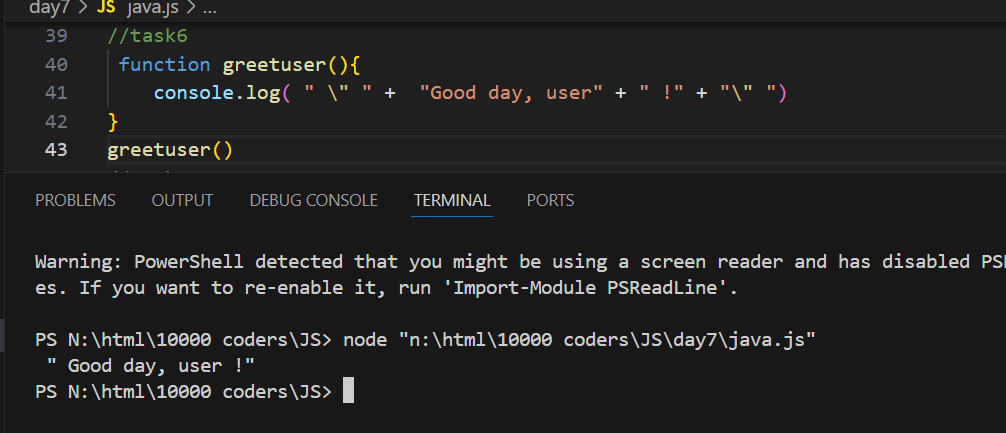 day7 > JS java.js > ...
39 //task6
40 function greetuser(){
41 console.log( " \" " +  "Good day, user" + " !" + "\" ")
42 }
43 greetuser()
PROBLEMS OUTPUT DEBUG CONSOLE TERMINAL PORTS
Warning: PowerShell detected that you might be using a screen reader and has disabled PSR
es. If you want to re-enable it, run 'Import-Module PSReadLine'.
PS N:\html\10000 coders\JS> node "n:\html\10000 coders\JS\day7\java.js"
" Good day, user !"
PS N:\html\10000 coders\JS>